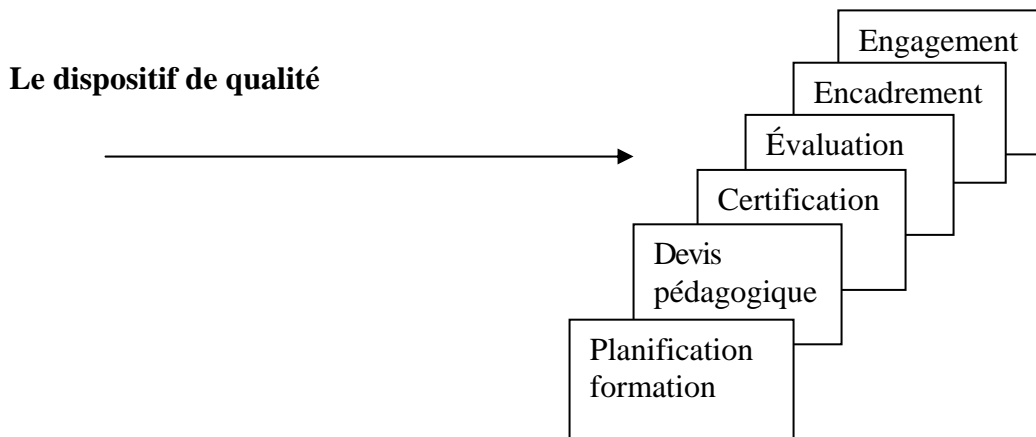 Engagement
Le dispositif de qualité
Encadrement
Évaluation
Certification
Devis
pédagogique
Planification
formation